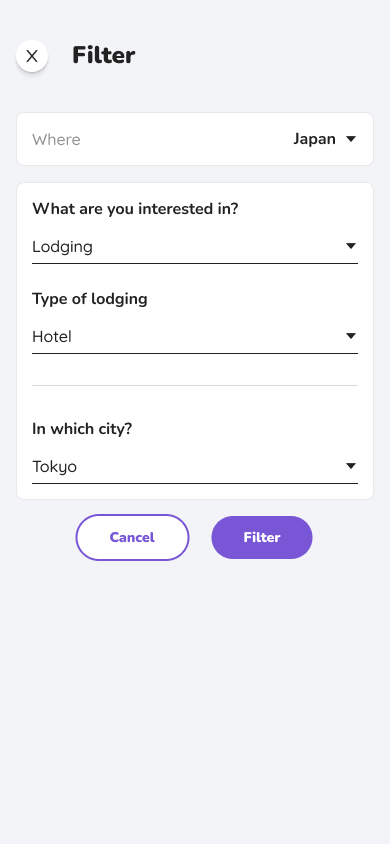 X Filter
Where Japan
What are you interested in?
Lodging
Type of lodging
Hotel
In which city?
Tokyo
Cancel Filter